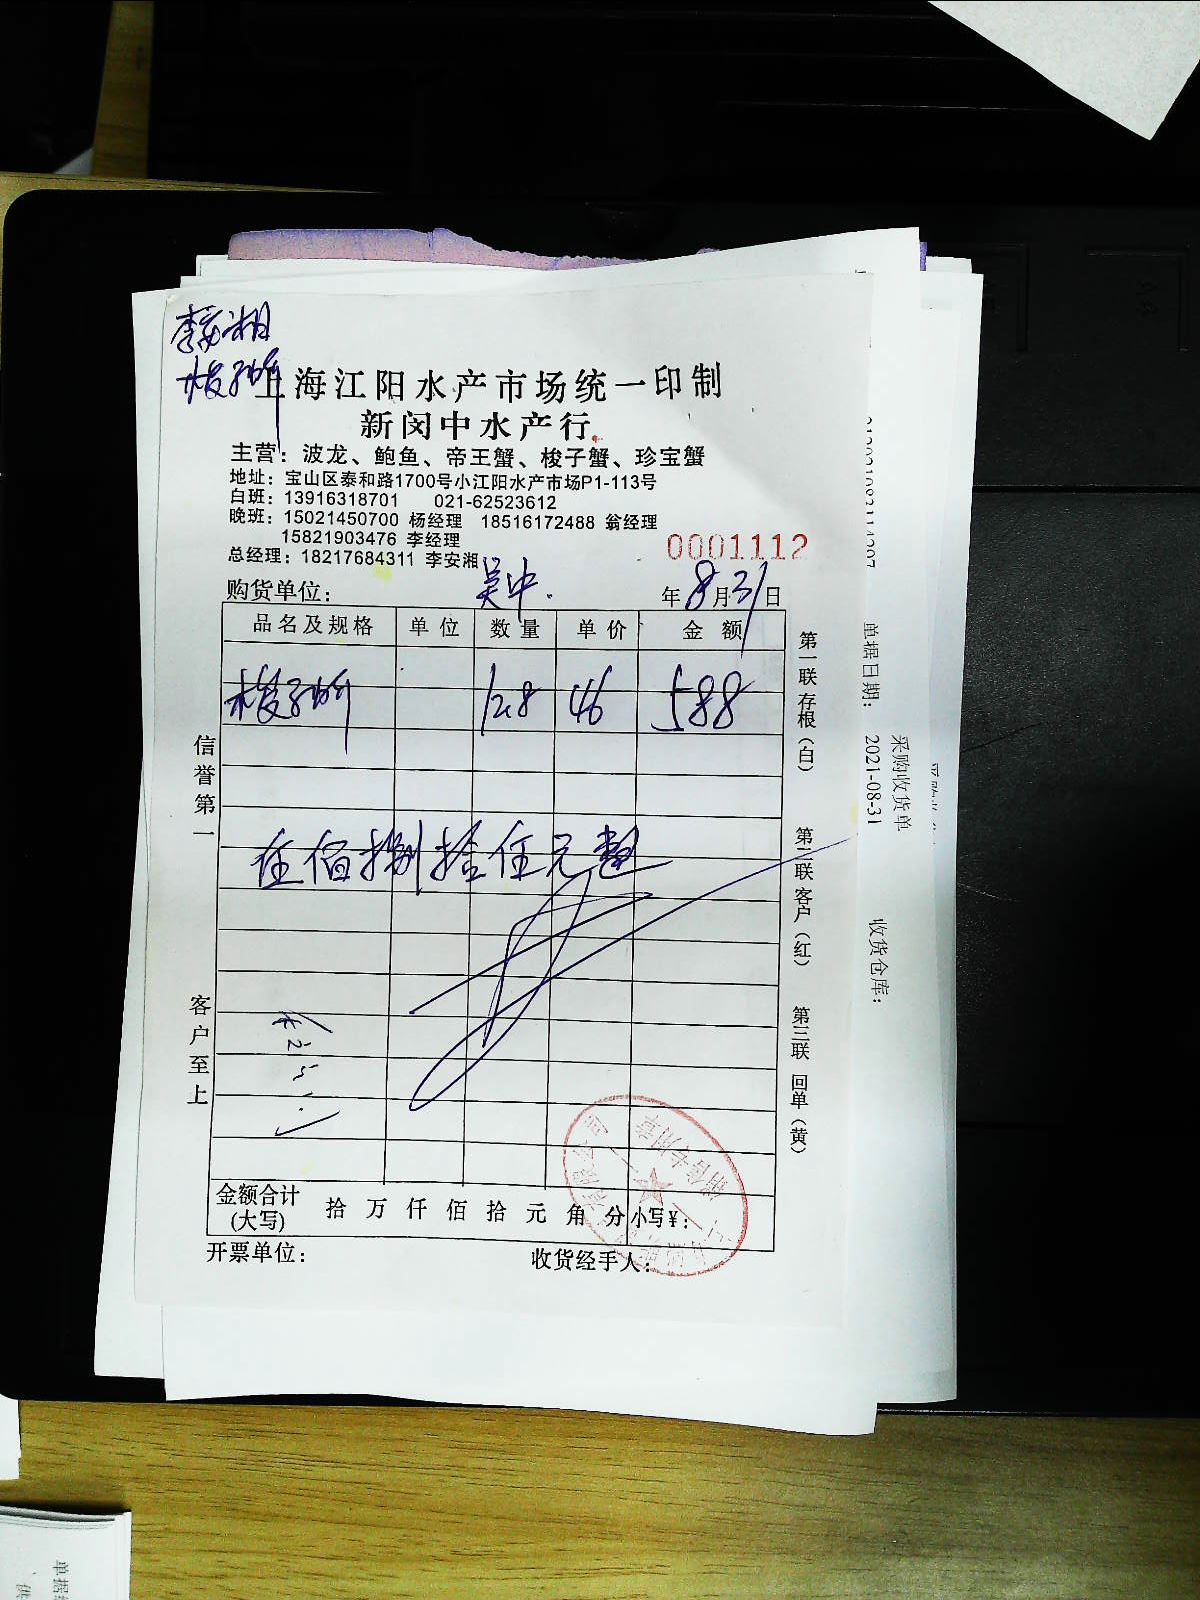 李安湘
梭子蟹
上海江阳水产市场统一印制
新闵中水产行
主营：波龙、鲍鱼、帝王蟹、梭子蟹、珍宝蟹
地址：宝山区泰和路1700号小江阳水产市场P1-113号
白班：13916318701 021-62523612
晚班：15021450700 杨经理 18516172488 翁经理
15821903476 李经理
总经理：18217684311 李安湘
0001112
购货单位： 吴中. 年8月31日
品名及规格 单位 数量 单价 金额
梭子蟹 12.8 46 588
伍佰捌拾任元整
金额合计(大写) 拾 万 仟 佰 拾 元 角 分 小写￥：
开票单位： 收货经手人：
信誉第一
客户至上
第一联 存根（白）
第二联 客户（红）
第三联 回单（黄）
销售专用章
采购收货单
单据日期： 2021-08-31
收货仓库：